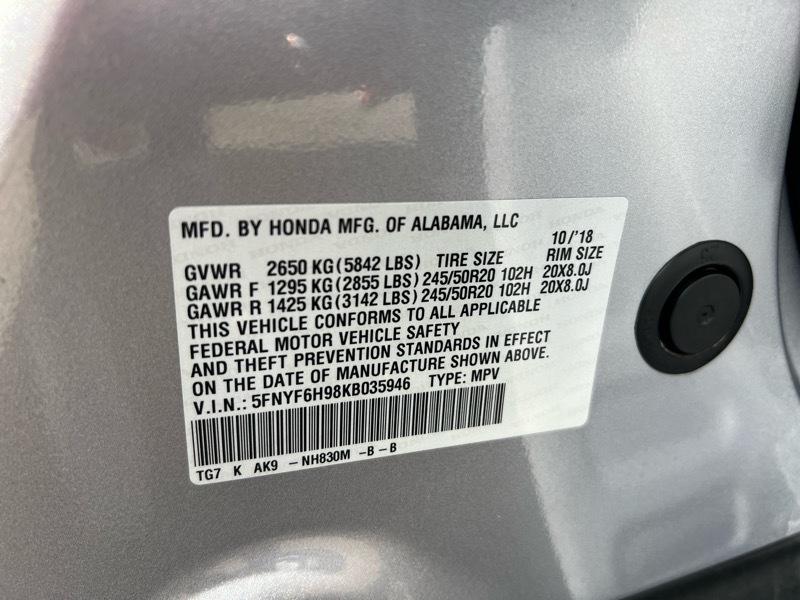 MFD. BY HONDA MFG. OF ALABAMA, LLC
10/'18
GVWR 2650 KG(5842 LBS) TIRE SIZE RIM SIZE
GAWR F 1295 KG(2855 LBS)245/50R20 102H 20X8.0J
GAWR R 1425 KG(3142 LBS)245/50R20 102H 20X8.0J
THIS VEHICLE CONFORMS TO ALL APPLICABLE
FEDERAL MOTOR VEHICLE SAFETY
AND THEFT PREVENTION STANDARDS IN EFFECT
ON THE DATE OF MANUFACTURE SHOWN ABOVE.
V.I.N.: 5FNYF6H98KB035946 TYPE: MPV
TG7 K AK9 -NH830M -B-B